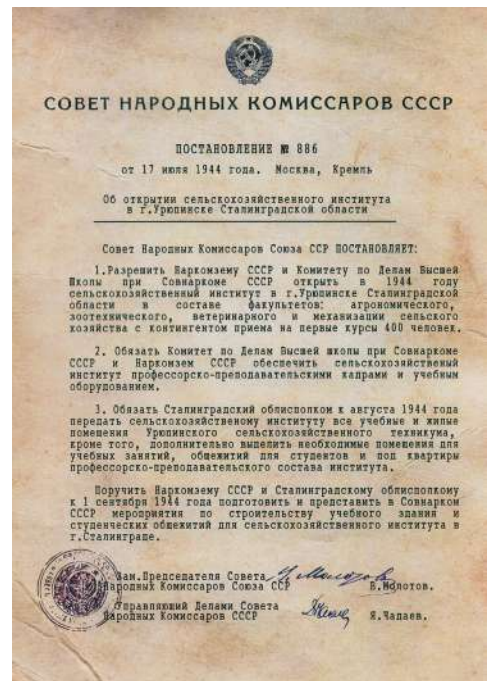 СОВЕТ НАРОДНЫХ КОМИССАРОВ СССР
ПОСТАНОВЛЕНИЕ № 886
от 17 июля 1944 года. Москва, Кремль
Об открытии сельскохозяйственного института
в г.Урюпинске Сталинградской области
Совет Народных Комиссаров Союза ССР ПОСТАНОВЛЯЕТ:
1.Разрешить Наркомзему СССР и Комитету по Делам Высшей
Школы при Совнаркоме СССР открыть в 1944 году
сельскохозяйственный институт в г.Урюпинске Сталинградской
области в составе факультетов: агрономического,
зоотехнического, ветеринарного и механизации сельского
хозяйства с контингентом приема на первые курсы 400 человек.
2. Обязать Комитет по Делам Высшей школы при Совнаркоме
СССР и Наркомзем СССР обеспечить сельскохозяйственный
институт профессорско-преподавательскими кадрами и учебным
оборудованием.
3. Обязать Сталинградский облисполком к августа 1944 года
передать сельскохозяйственому институту все учебные и жилые
помещения Урюпинского сельскохозяйственного техникума,
кроме того, дополнительно выделить необходимые помещения для
учебных занятий, общежитий для студентов и под квартиры
профессорско-преподавательского состава института.
Поручить Наркомзему СССР и Сталинградскому облисполкому
к 1 сентября 1944 года подготовить и представить в Совнарком
СССР мероприятия по строительству учебного здания и
студенческих общежитий для сельскохозяйственного института в
г.Сталинграде.
Зам.Председателя Совета
Народных Комиссаров Союза ССР В.Молотов.
Управляющий Делами Совета
Народных Комиссаров СССР Я.Чадаев.